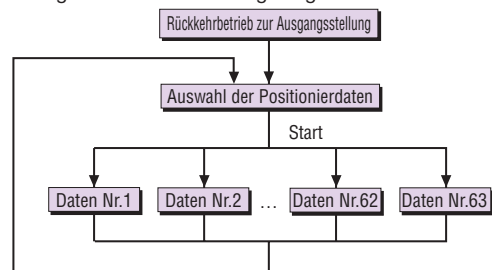 Rückkehrbetrieb zur Ausgangsstellung
Auswahl der Positionierdaten
Start
Daten Nr.1 Daten Nr.2 … Daten Nr.62 Daten Nr.63